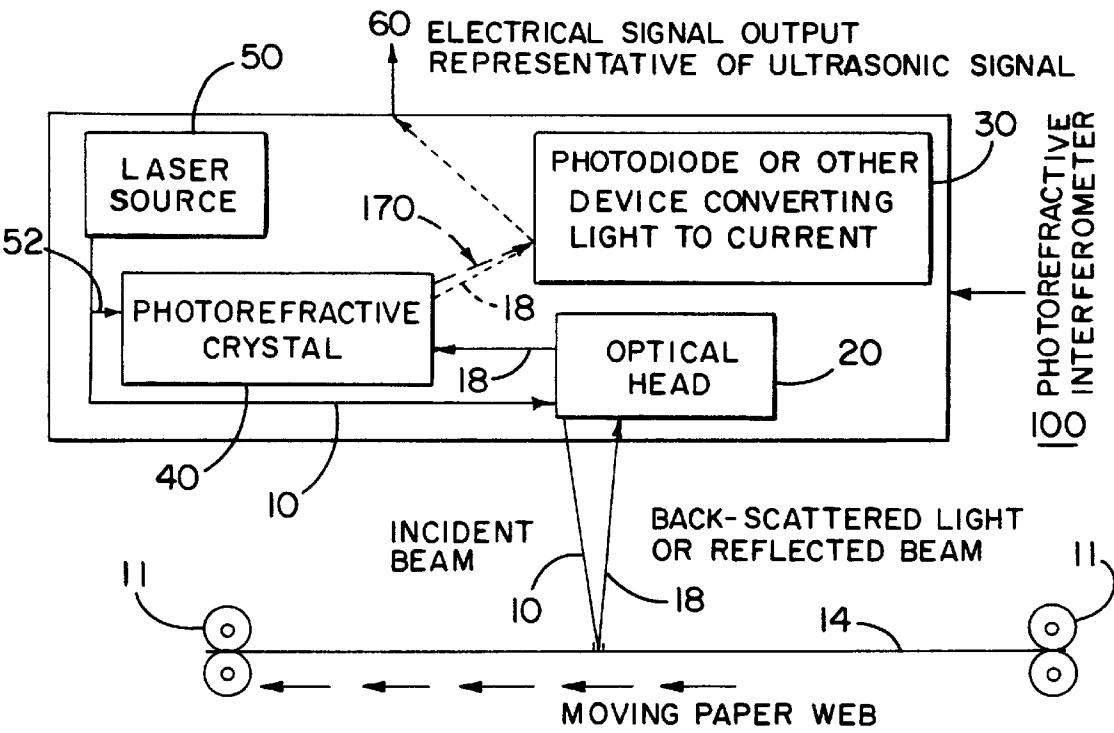 60 ELECTRICAL SIGNAL OUTPUT
REPRESENTATIVE OF ULTRASONIC SIGNAL
50
LASER
SOURCE
30
PHOTODIODE OR OTHER
DEVICE CONVERTING
LIGHT TO CURRENT
170
18
52
PHOTOREFRACTIVE
CRYSTAL
18
OPTICAL
HEAD
20
40
10
PHOTOREFRACTIVE
INTERFEROMETER
100
INCIDENT
BEAM
BACK-SCATTERED LIGHT
OR REFLECTED BEAM
10
18
11
14
11
MOVING PAPER WEB